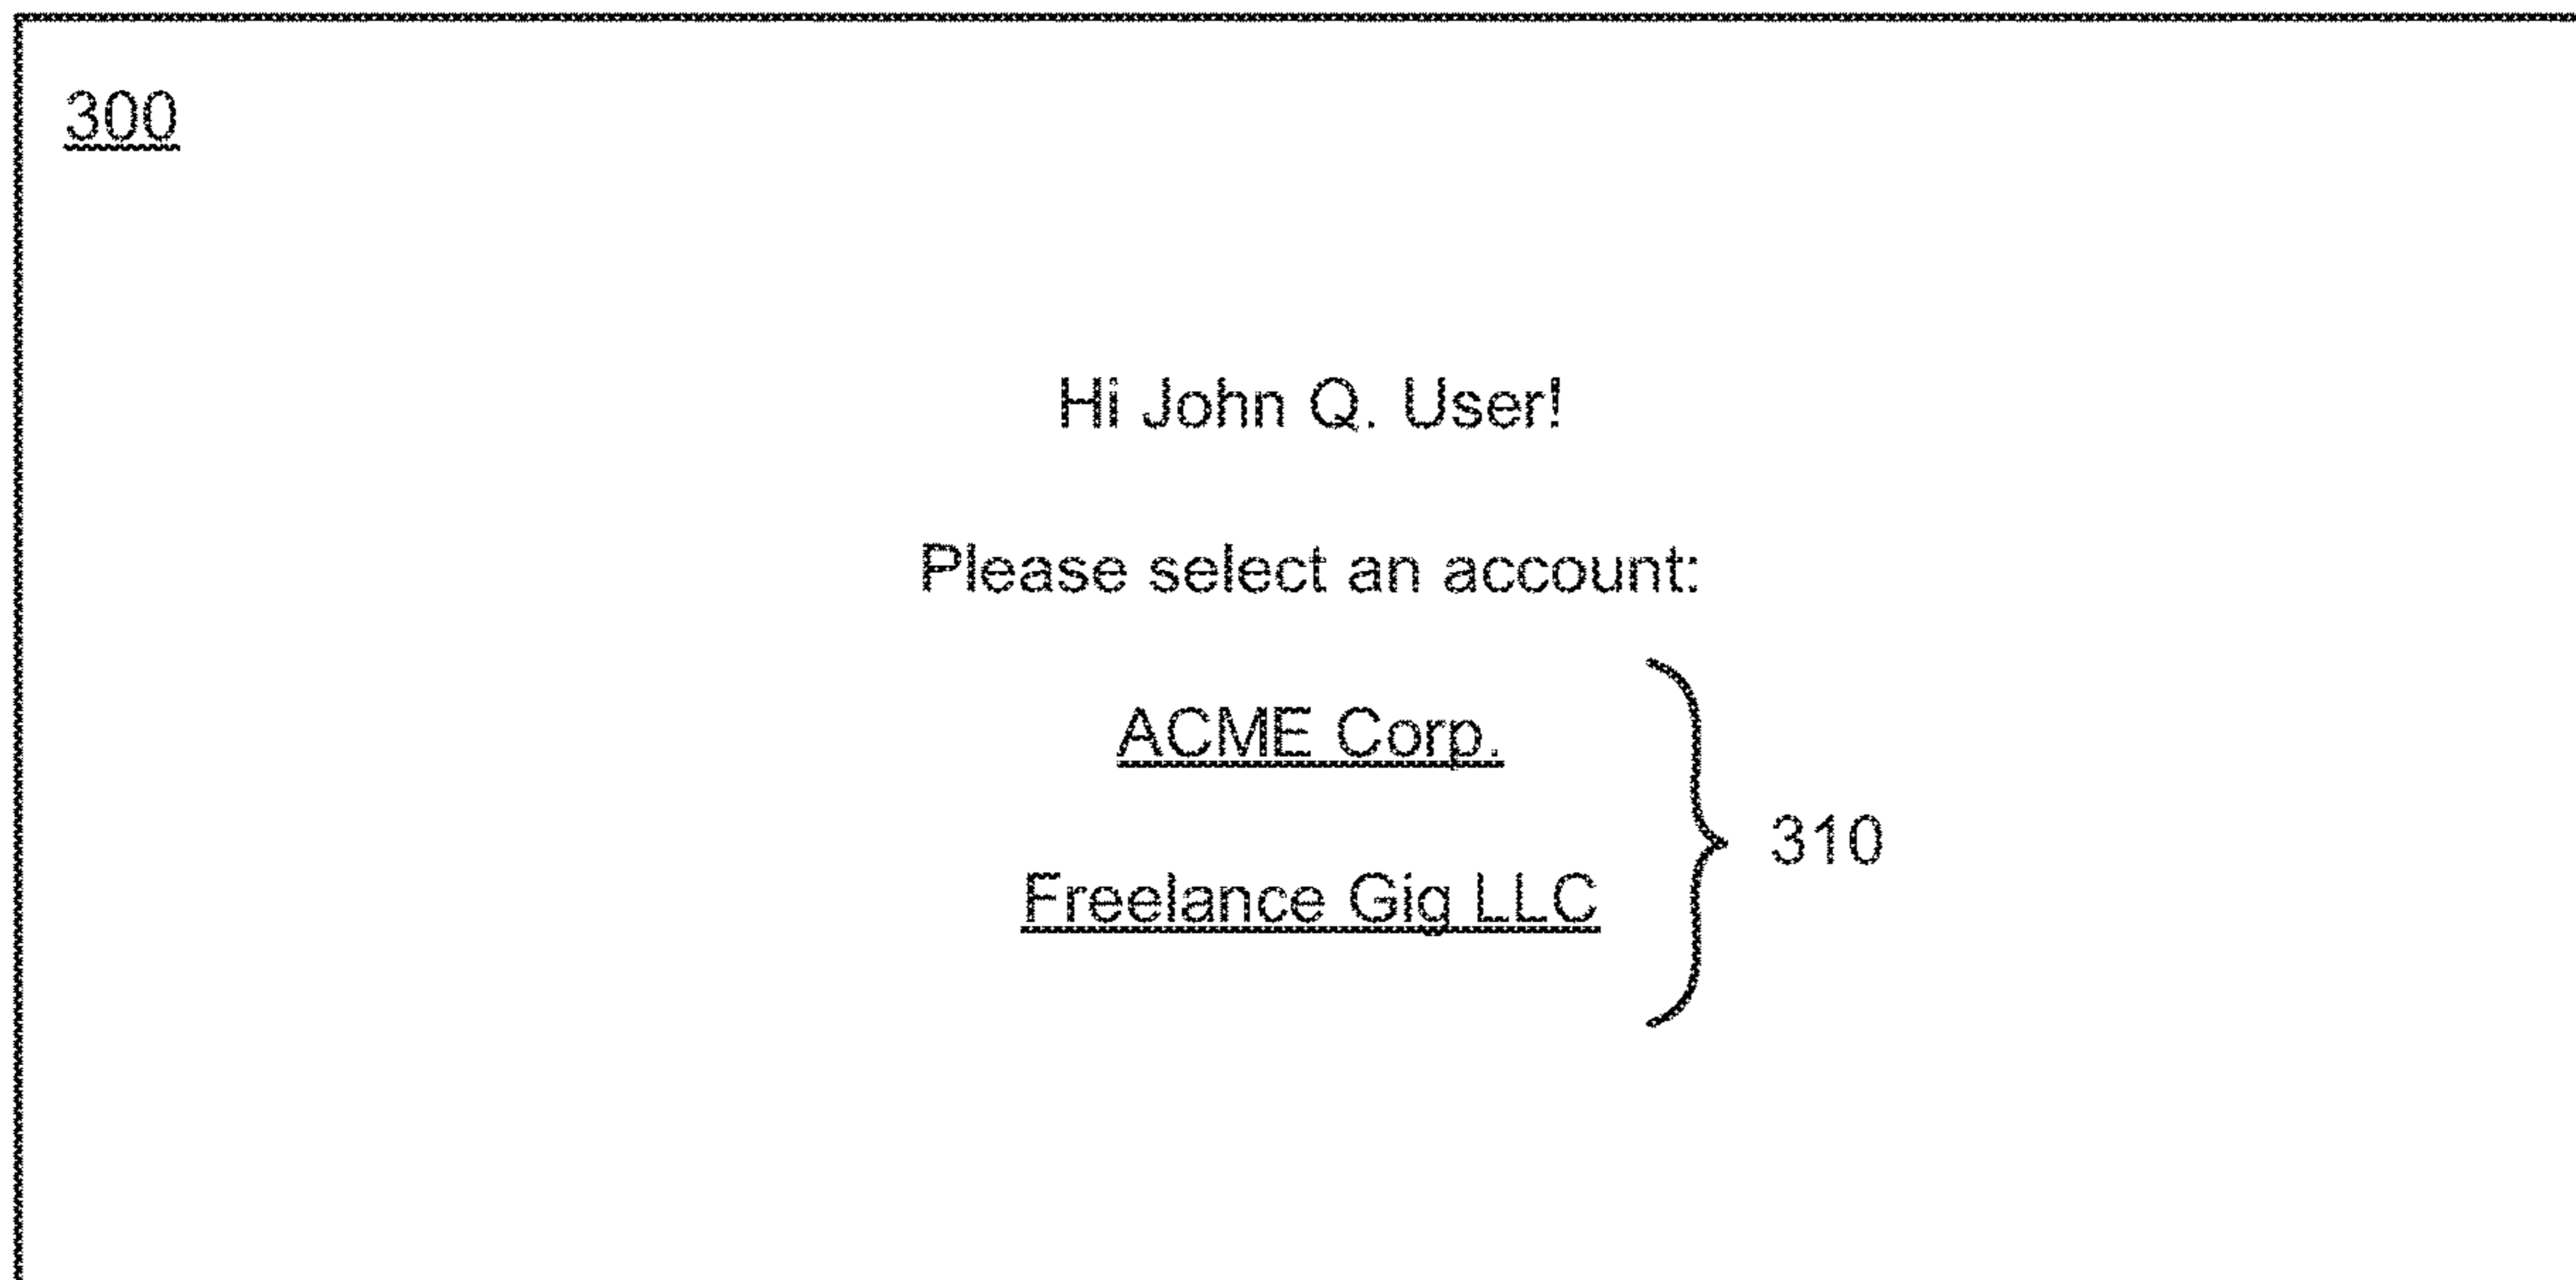 300
Hi John Q. User!
Please select an account:
ACME Corp.
Freelance Gig LLC
310